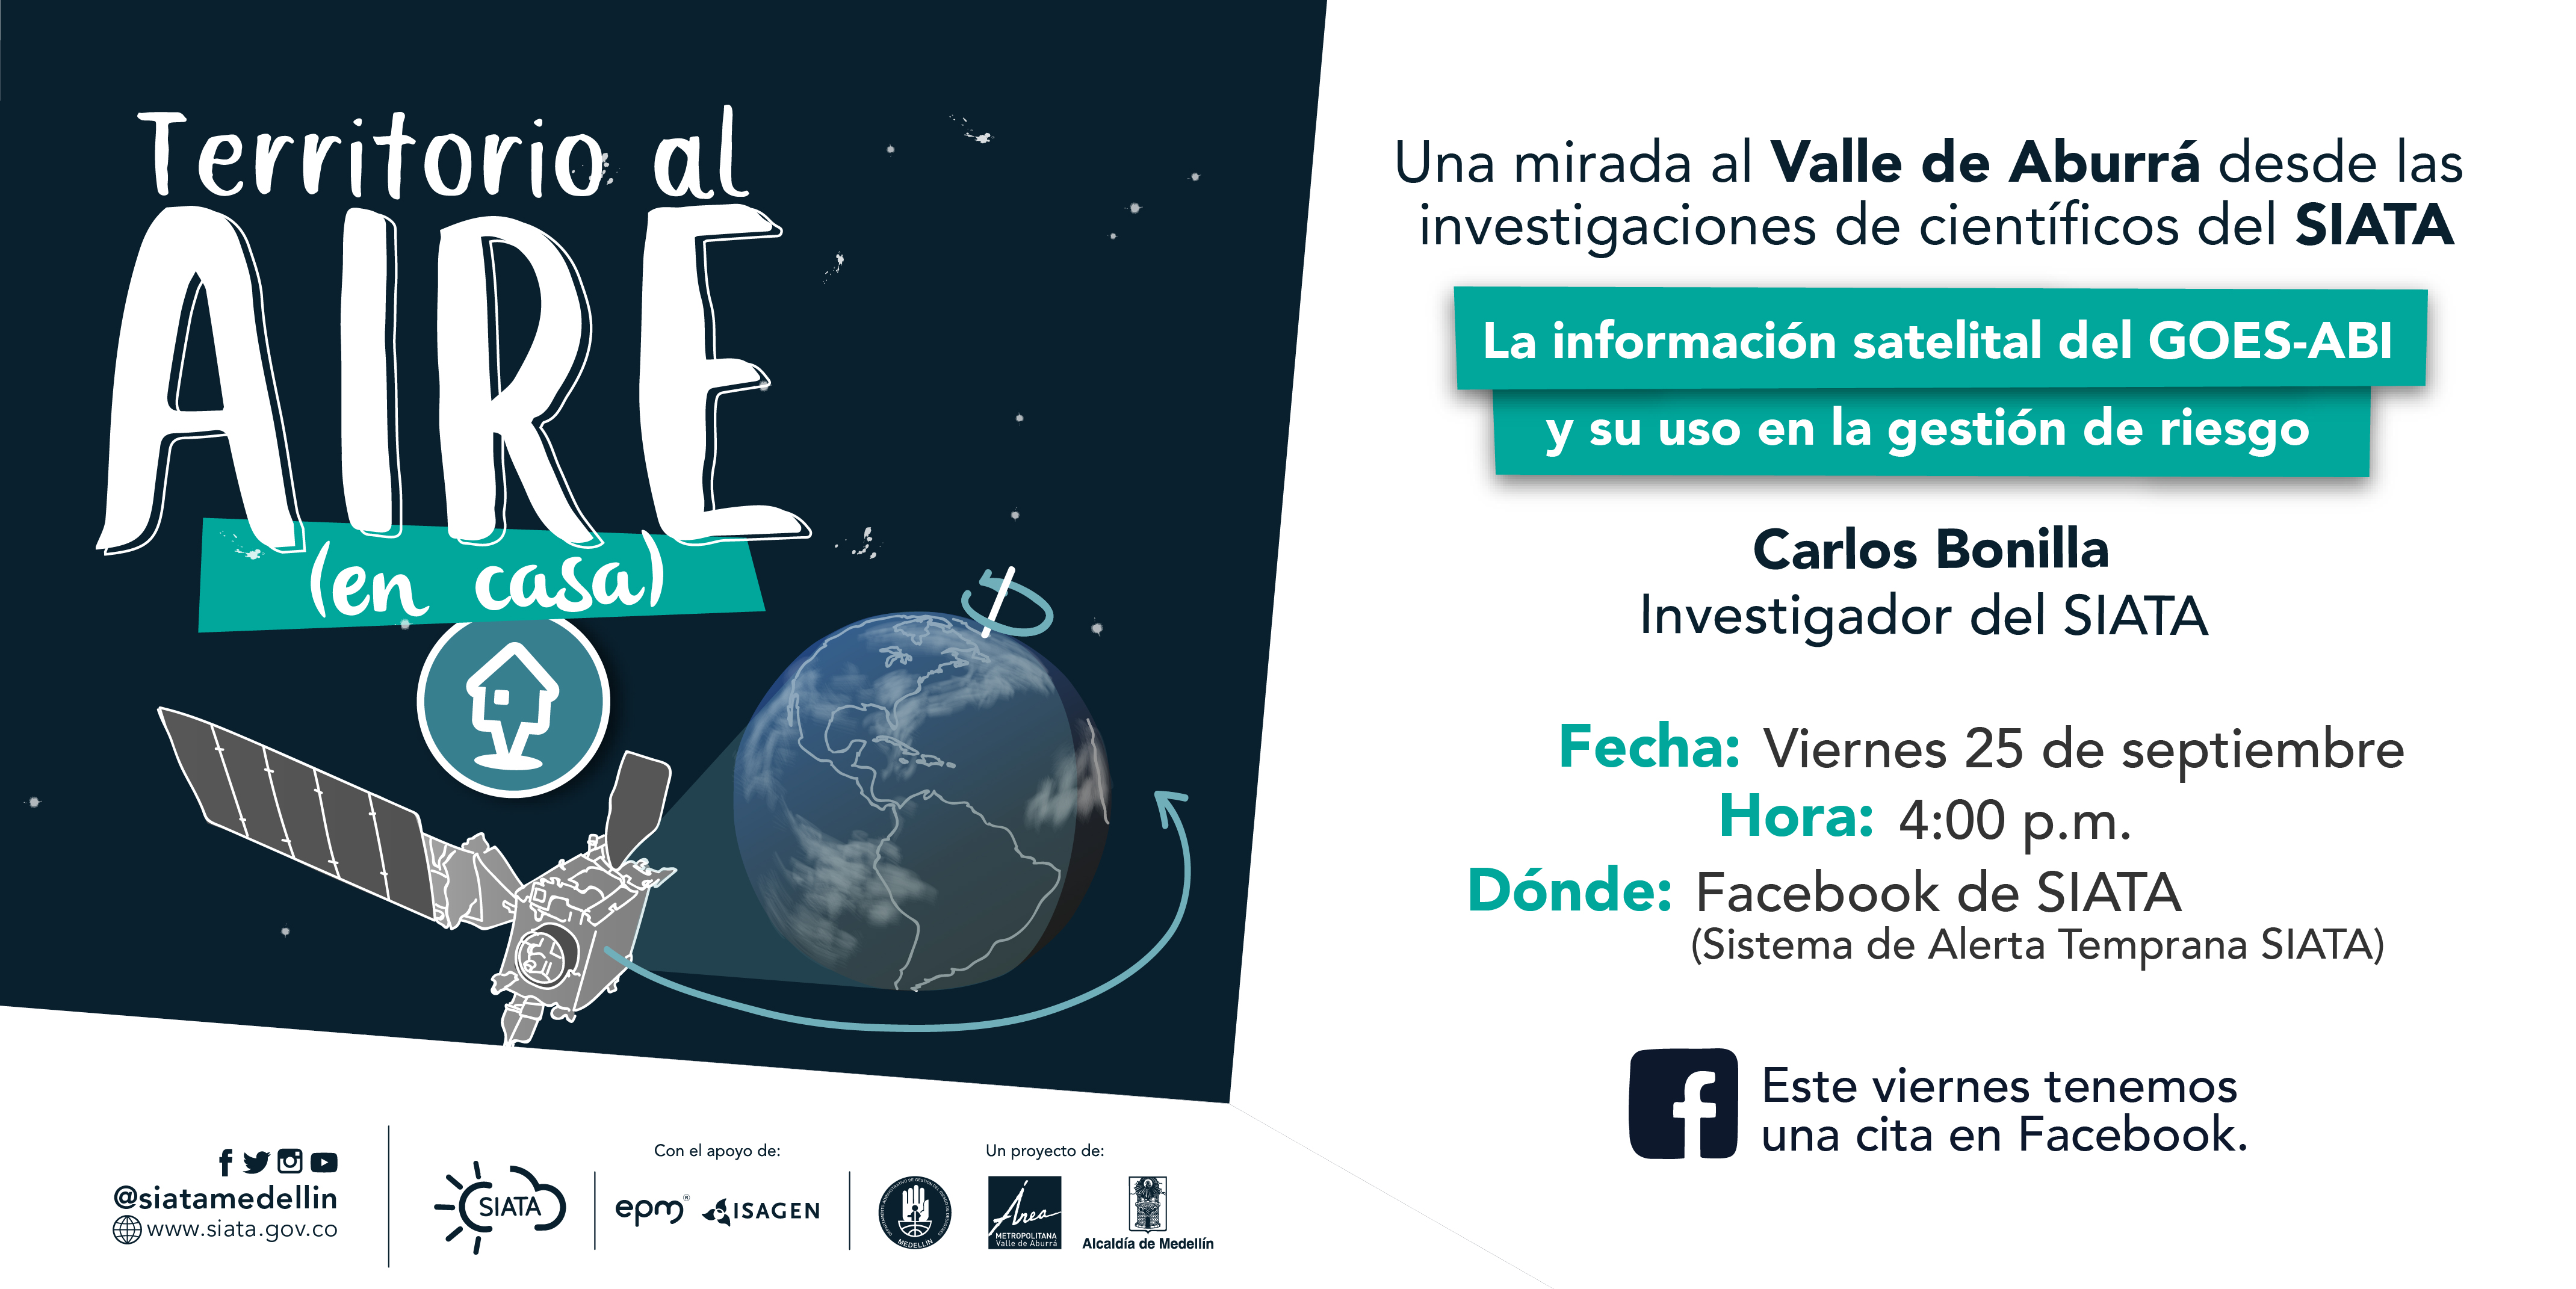 Territorio al
AIRE
(en casa)
Una mirada al Valle de Aburrá desde las
investigaciones de científicos del SIATA
La información satelital del GOES-ABI
y su uso en la gestión de riesgo
Carlos Bonilla
Investigador del SIATA
Fecha: Viernes 25 de septiembre
Hora: 4:00 p.m.
Dónde: Facebook de SIATA
(Sistema de Alerta Temprana SIATA)
Este viernes tenemos
una cita en Facebook.
@siatamedellin
www.siata.gov.co
SIATA
Con el apoyo de:
epm®
ISAGEN
Un proyecto de:
MEDELLÍN
Área
METROPOLITANA
Valle de Aburrá
Alcaldía de Medellín